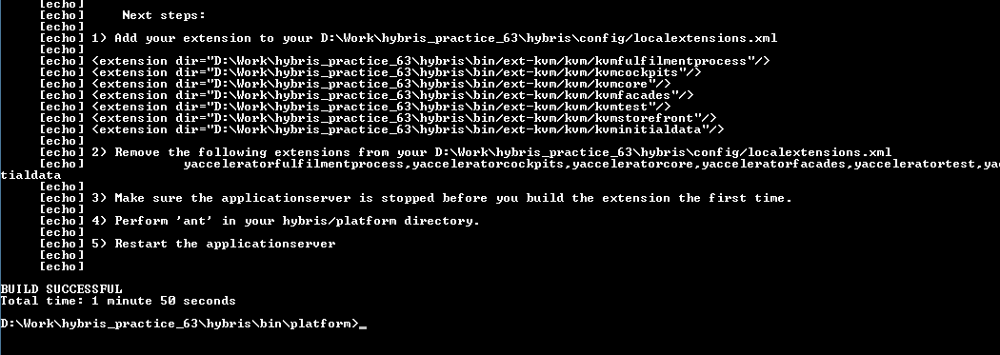 [echo]
[echo]     Next steps:
[echo]
[echo] 1) Add your extension to your D:\Work\hybris_practice_63\hybris\config/localextensions.xml
[echo]
[echo] <extension dir="D:\Work\hybris_practice_63\hybris\bin/ext-kvm/kvm/kvmfulfilmentprocess"/>
[echo] <extension dir="D:\Work\hybris_practice_63\hybris\bin/ext-kvm/kvm/kvmcockpits"/>
[echo] <extension dir="D:\Work\hybris_practice_63\hybris\bin/ext-kvm/kvm/kvmcore"/>
[echo] <extension dir="D:\Work\hybris_practice_63\hybris\bin/ext-kvm/kvm/kvmfacades"/>
[echo] <extension dir="D:\Work\hybris_practice_63\hybris\bin/ext-kvm/kvm/kvmtest"/>
[echo] <extension dir="D:\Work\hybris_practice_63\hybris\bin/ext-kvm/kvm/kvmstorefront"/>
[echo] <extension dir="D:\Work\hybris_practice_63\hybris\bin/ext-kvm/kvm/kvminitialdata"/>
[echo]
[echo] 2) Remove the following extensions from your D:\Work\hybris_practice_63\hybris\config/localextensions.xml
[echo]             yacceleratorfulfilmentprocess,yacceleratorcockpits,yacceleratorcore,yacceleratorfacades,yacceleratortest,yac
tialdata
[echo]
[echo] 3) Make sure the applicationserver is stopped before you build the extension the first time.
[echo]
[echo] 4) Perform 'ant' in your hybris/platform directory.
[echo]
[echo] 5) Restart the applicationserver
[echo]
[echo]
BUILD SUCCESSFUL
Total time: 1 minute 50 seconds
D:\Work\hybris_practice_63\hybris\bin\platform>_